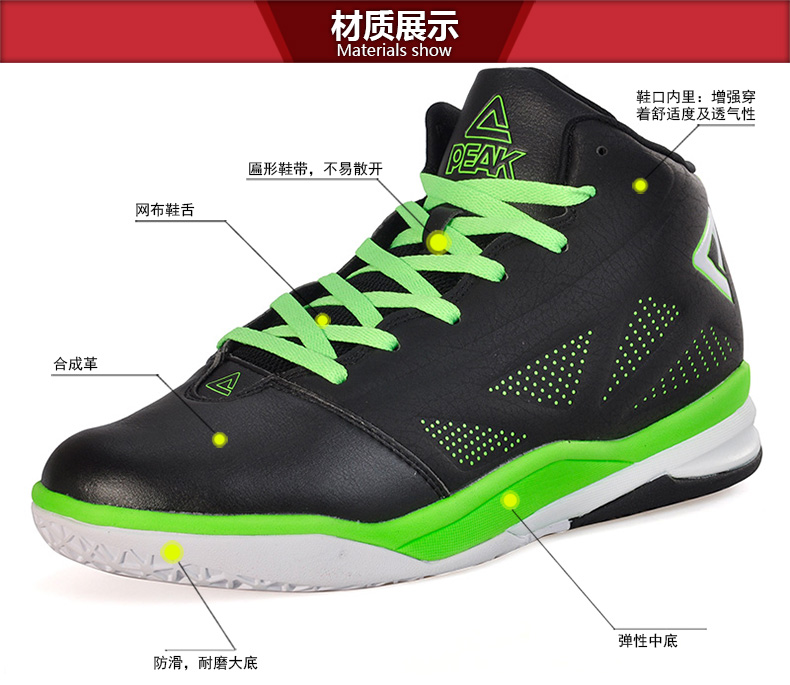 材质展示
Materials show
鞋口内里：增强穿
着舒适度及透气性
PEAK
匾形鞋带，不易散开
网布鞋舌
合成革
弹性中底
防滑，耐磨大底